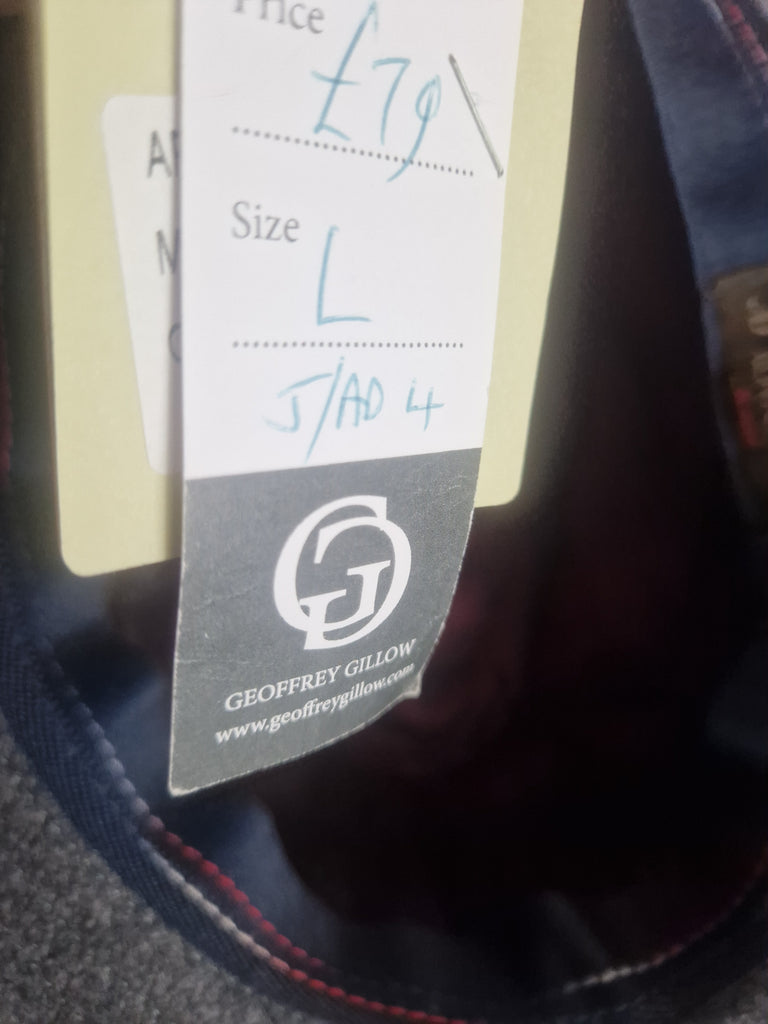 Price
£79
Size
L
J/AD 4
GEOFFREY GILLOW
www.geoffreygillow.com